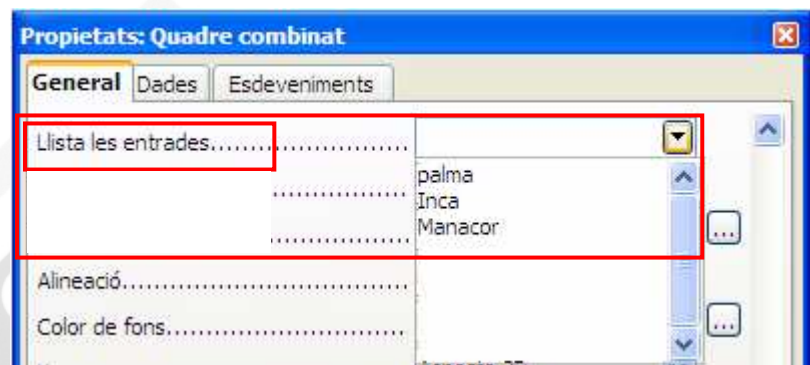 Propietats: Quadre combinat
General Dades Esdeveniments
Llista les entrades
palma
Inca
Manacor
...
Alineació
Color de fons
...